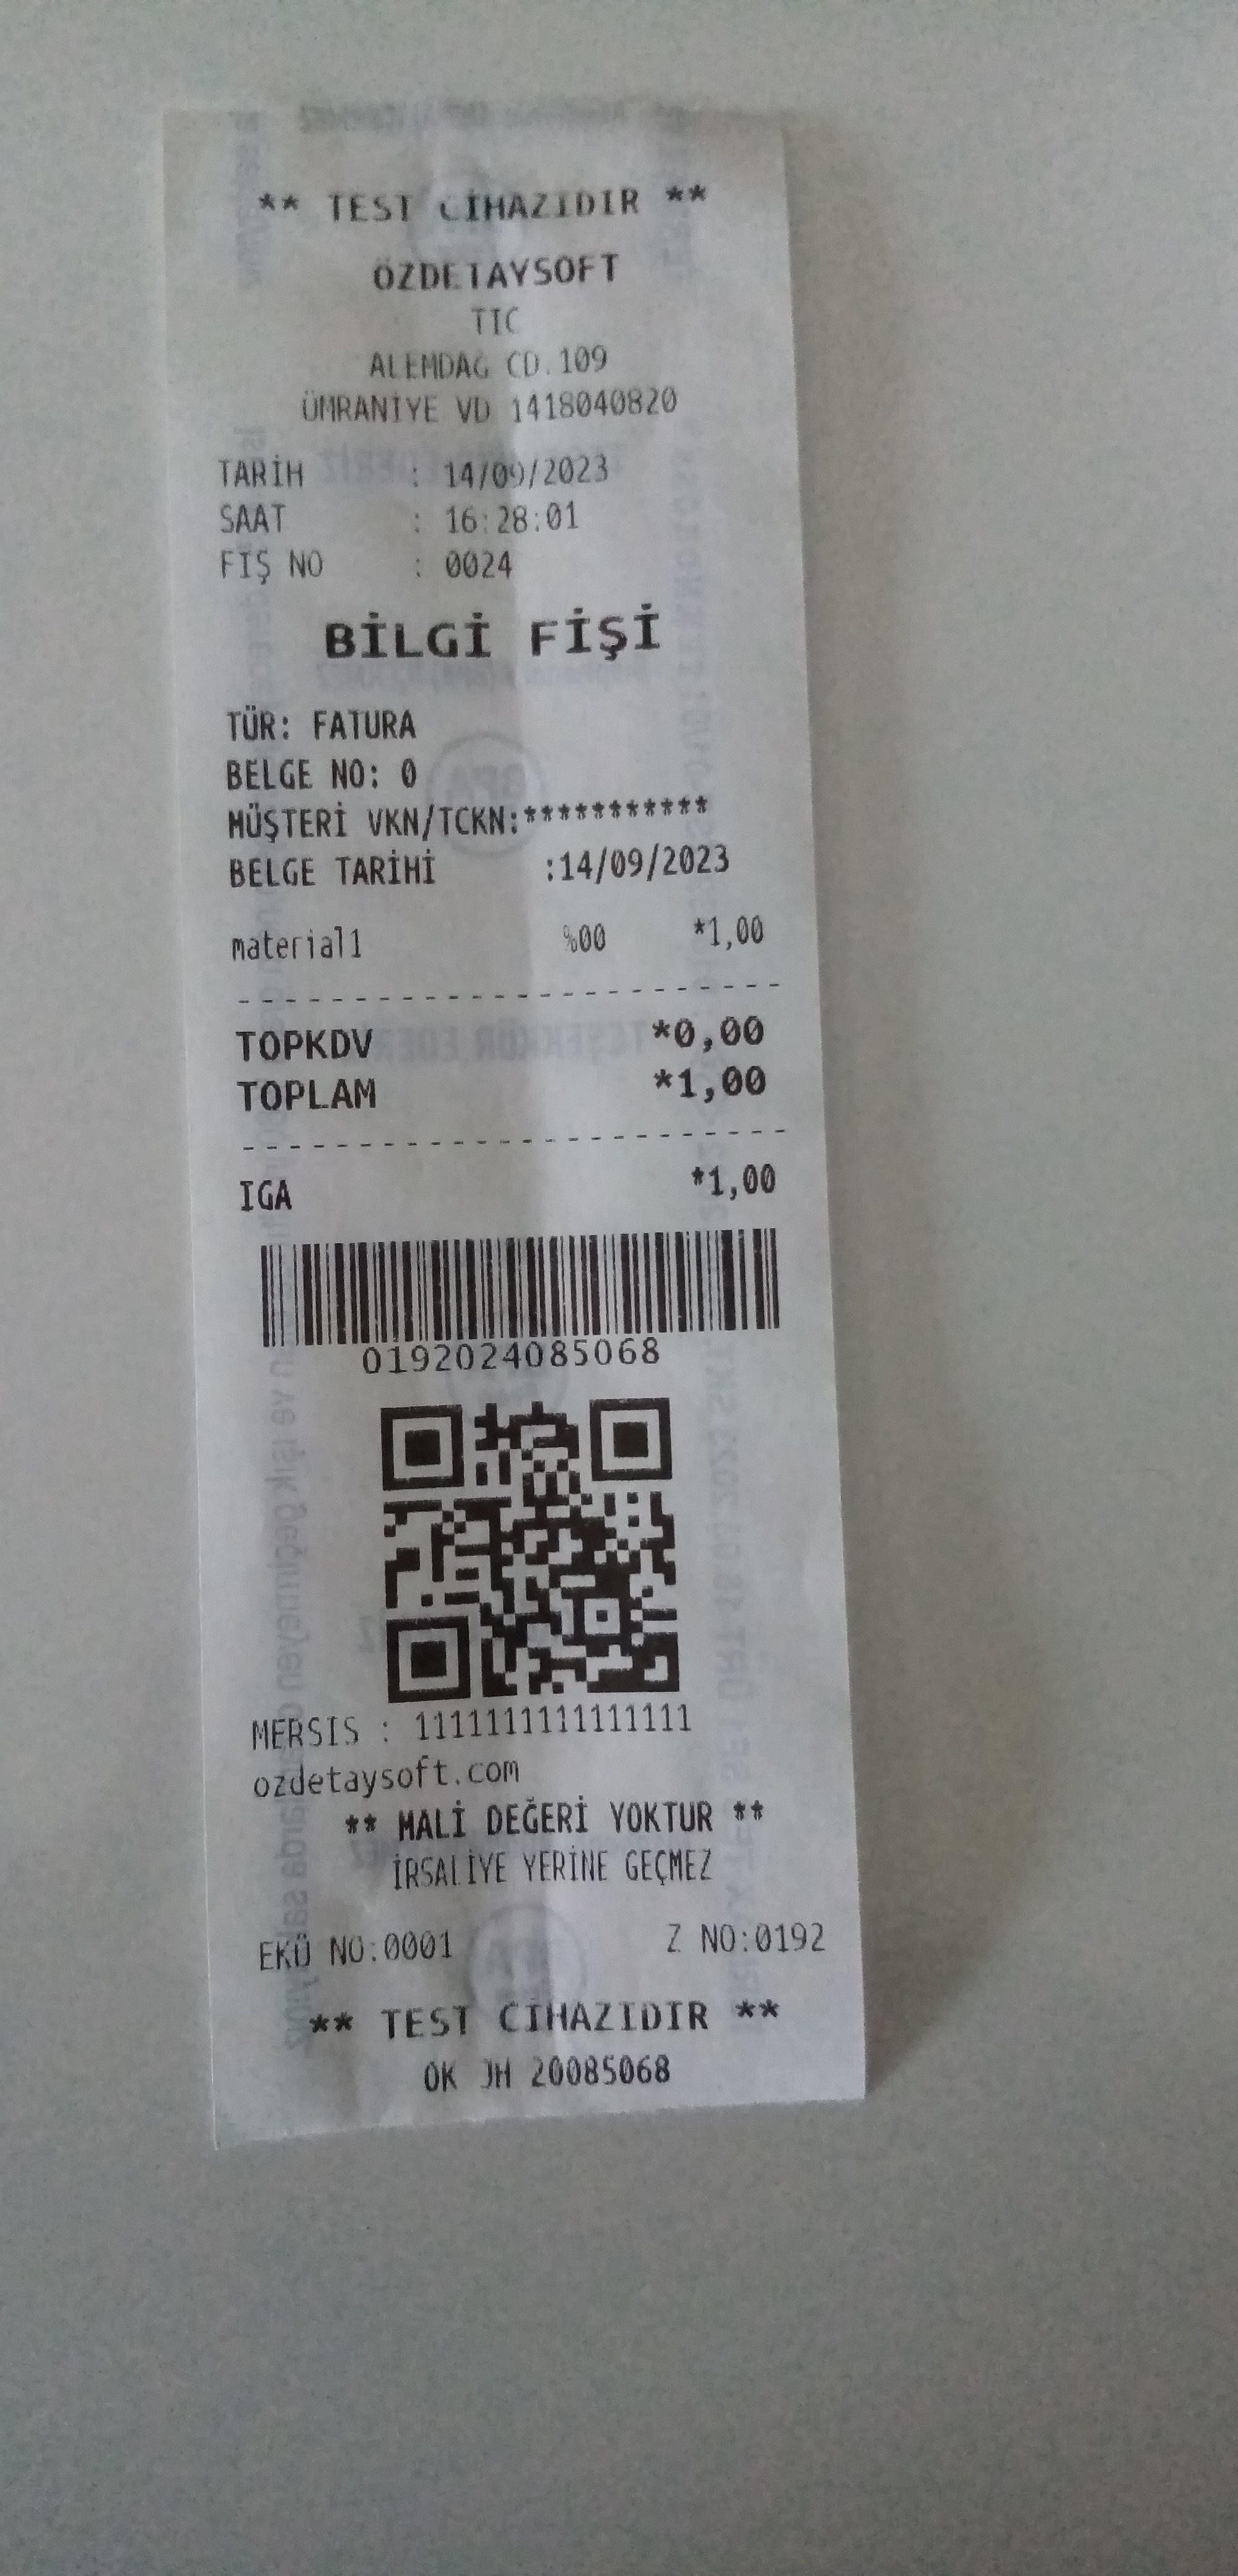 ** TEST CİHAZIDIR **
ÖZDETAYSOFT
TIC
ALEMDAG CD.109
ÜMRANİYE VD 1418040820
TARİH : 14/09/2023
SAAT : 16:28:01
FIŞ NO : 0024
BİLGİ FİŞİ
TÜR: FATURA
BELGE NO: 0
MÜŞTERİ VKN/TCKN:***********
BELGE TARİHİ :14/09/2023
material1 %00 *1,00
TOPKDV *0,00
TOPLAM *1,00
IGA *1,00
0192024085068
MERSIS : 1111111111111111
ozdetaysoft.com
** MALİ DEĞERİ YOKTUR **
İRSALİYE YERİNE GEÇMEZ
EKÜ NO:0001 Z NO:0192
** TEST CİHAZIDIR **
OK JH 20085068